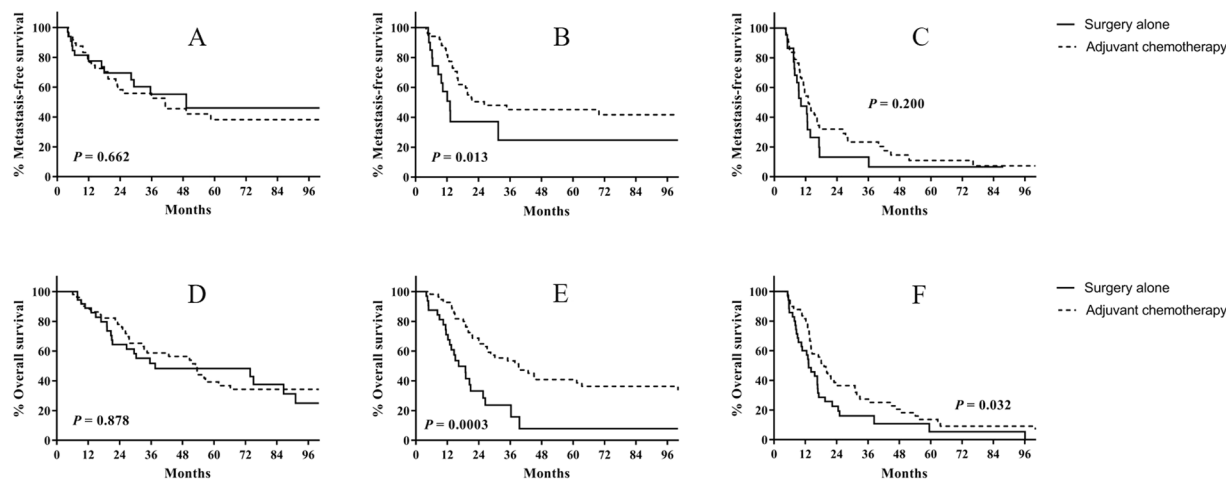 A
% Metastasis-free survival
100
80
60
40
20
0
P = 0.662
0 12 24 36 48 60 72 84 96
Months
B
% Metastasis-free survival
100
80
60
40
20
0
P = 0.013
0 12 24 36 48 60 72 84 96
Months
C
% Metastasis-free survival
100
80
60
40
20
0
P = 0.200
0 12 24 36 48 60 72 84 96
Months
Surgery alone
Adjuvant chemotherapy
D
% Overall survival
100
80
60
40
20
0
P = 0.878
0 12 24 36 48 60 72 84 96
Months
E
% Overall survival
100
80
60
40
20
0
P = 0.0003
0 12 24 36 48 60 72 84 96
Months
F
% Overall survival
100
80
60
40
20
0
P = 0.032
0 12 24 36 48 60 72 84 96
Months
Surgery alone
Adjuvant chemotherapy